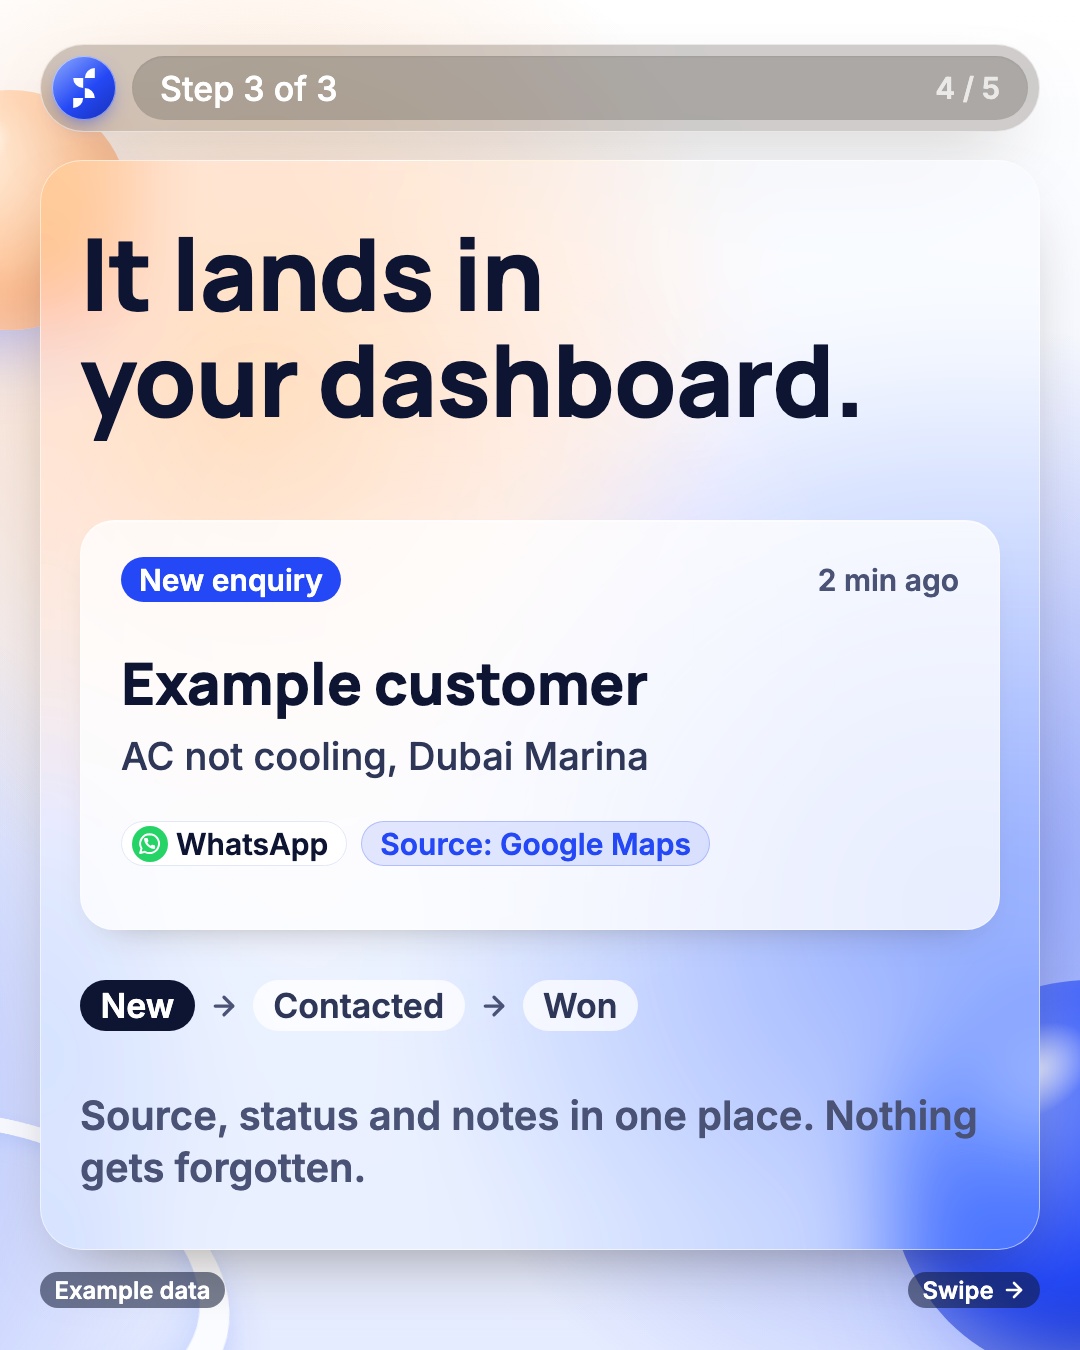 Step 3 of 3
4 / 5
It lands in
your dashboard.
New enquiry
2 min ago
Example customer
AC not cooling, Dubai Marina
WhatsApp
Source: Google Maps
New → Contacted → Won
Source, status and notes in one place. Nothing
gets forgotten.
Example data
Swipe →